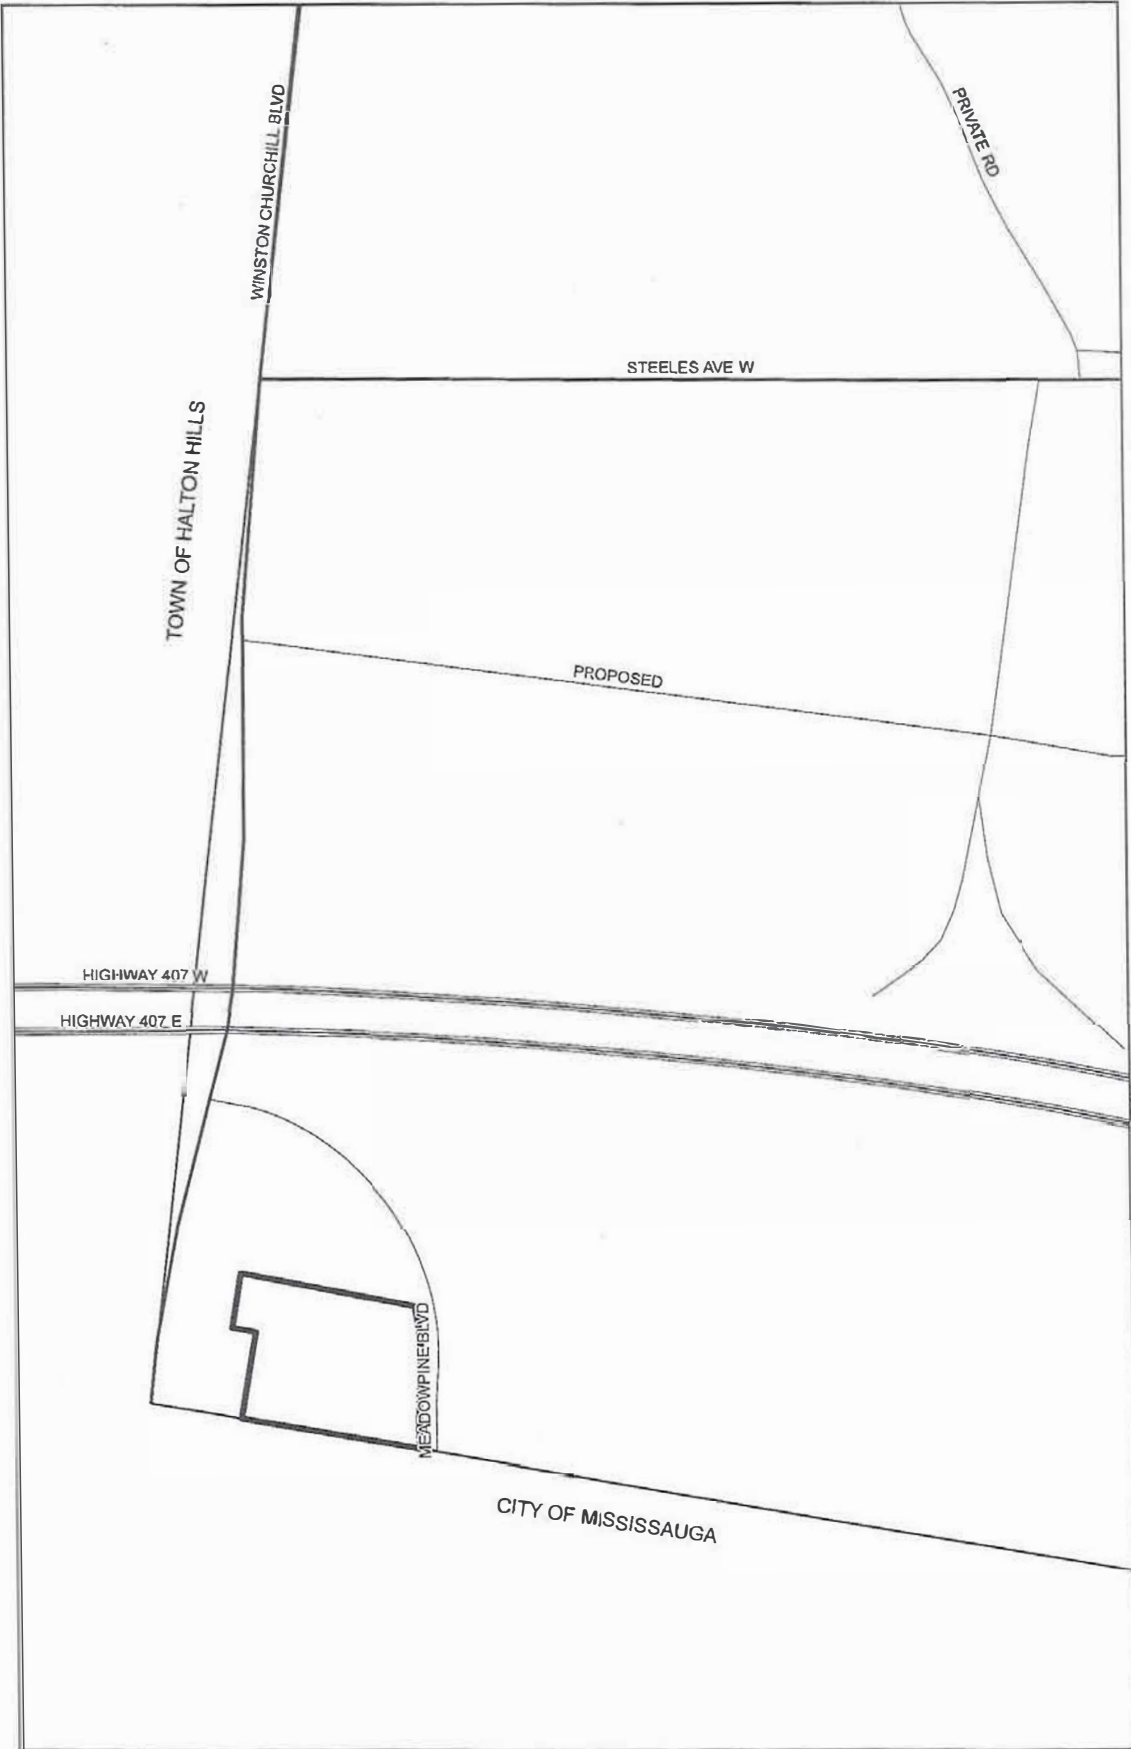 WINSTON CHURCHILL BLVD
PRIVATE RD
STEELES AVE W
TOWN OF HALTON HILLS
PROPOSED
HIGHWAY 407 W
HIGHWAY 407 E
MEADOWPINE BLVD
CITY OF MISSISSAUGA